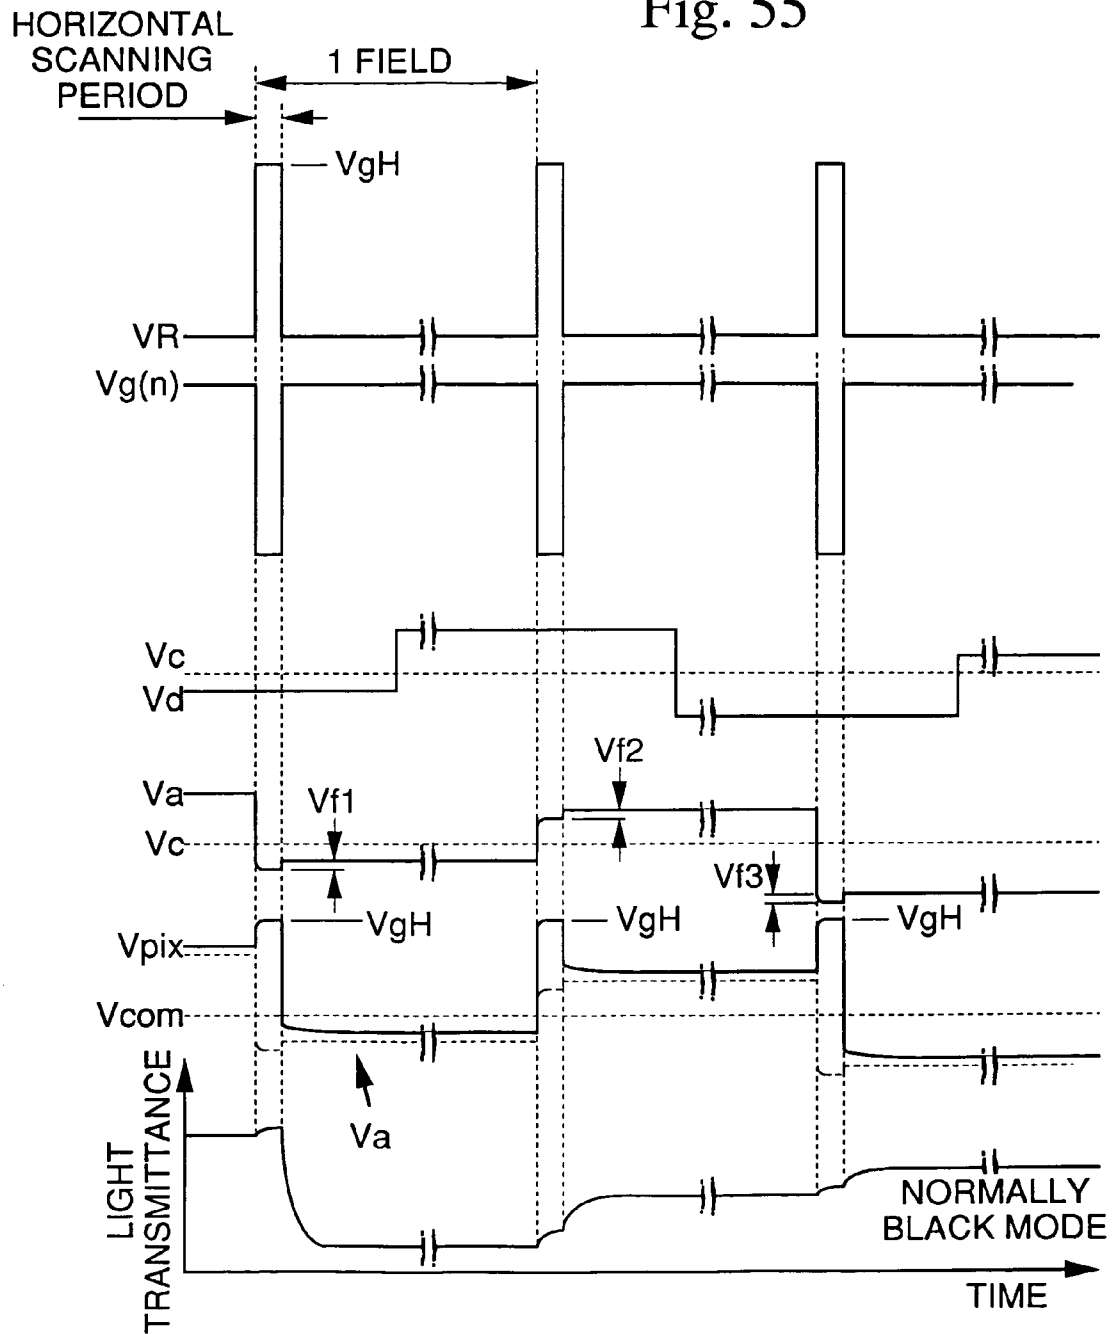 Fig. 55
HORIZONTAL
SCANNING
PERIOD
1 FIELD
VgH
VR
Vg(n)
Vc
Vd
Vf2
Va
Vf1
Vc
Vf3
VgH
VgH
VgH
Vpix
Vcom
Va
LIGHT
TRANSMITTANCE
NORMALLY
BLACK MODE
TIME